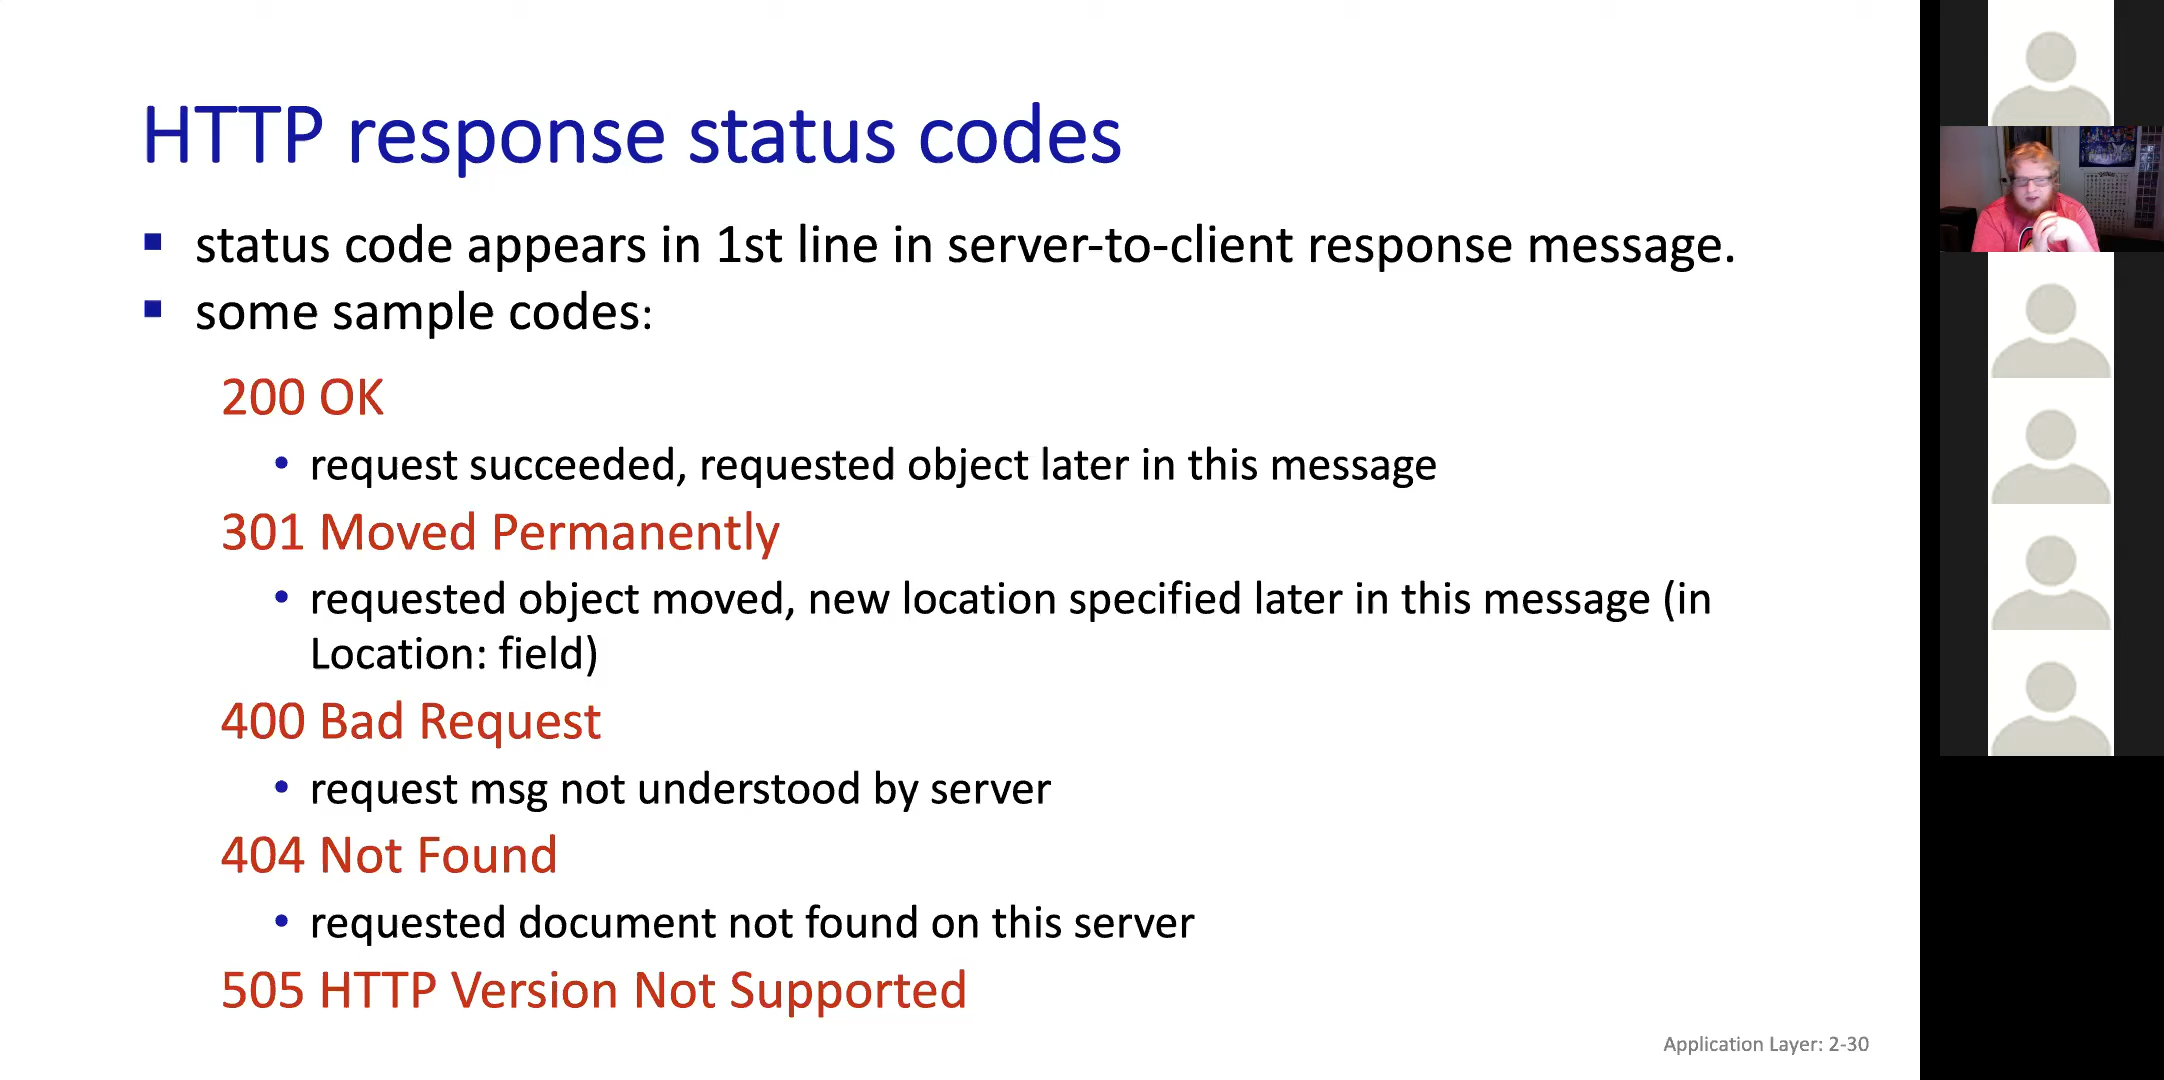 HTTP response status codes
▪ status code appears in 1st line in server-to-client response message.
▪ some sample codes:
200 OK
• request succeeded, requested object later in this message
301 Moved Permanently
• requested object moved, new location specified later in this message (in
Location: field)
400 Bad Request
• request msg not understood by server
404 Not Found
• requested document not found on this server
505 HTTP Version Not Supported
Application Layer: 2-30